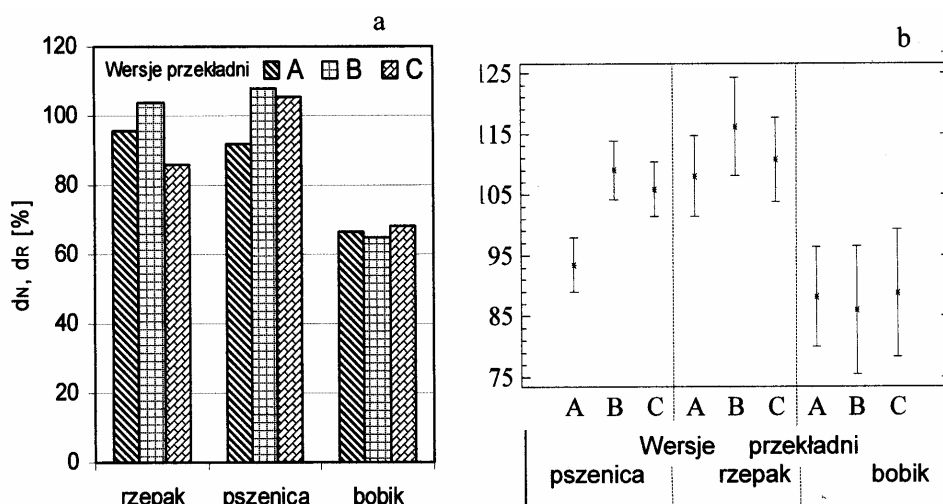 a
120
100
80
60
40
20
0
dN, dR [%]
Wersje przekładni A B C
rzepak pszenica bobik
b
125
115
105
95
85
75
A B C A B C A B C
Wersje przekładni
pszenica rzepak bobik